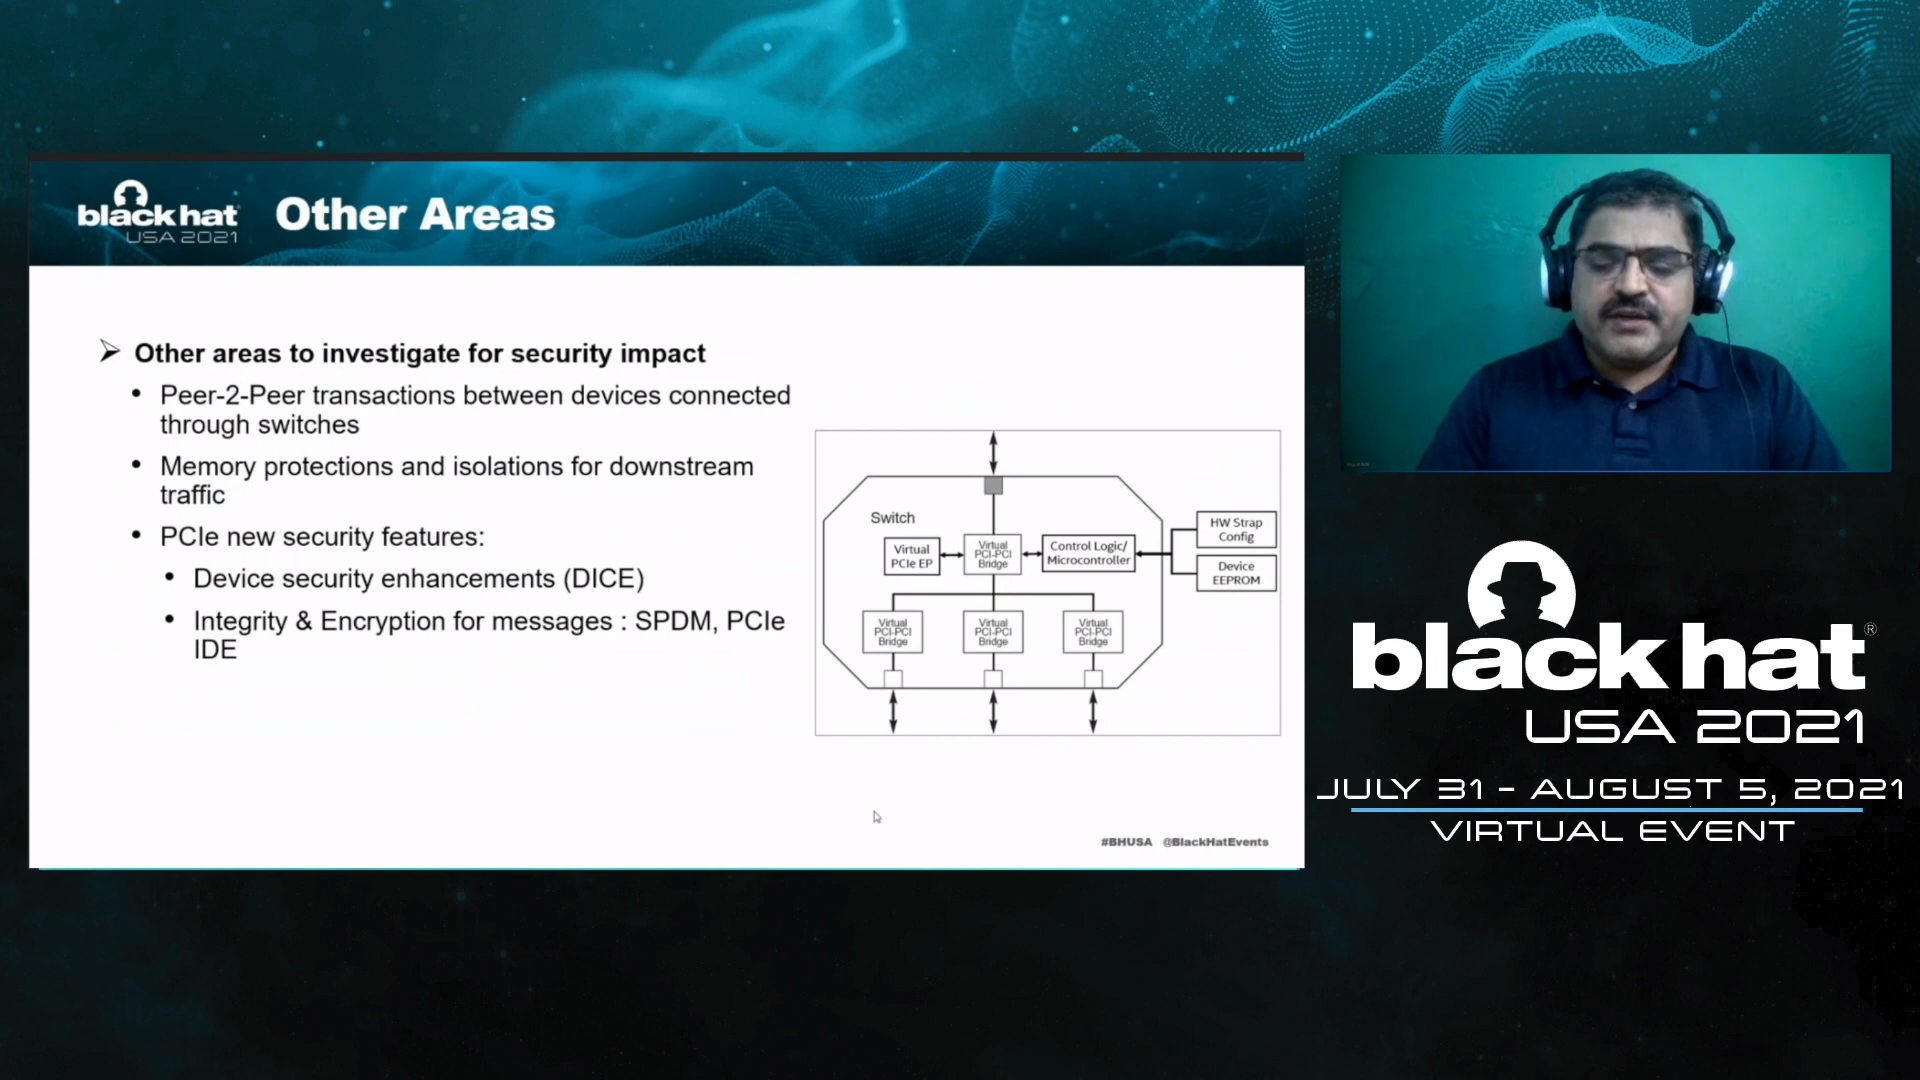 black hat
USA 2021
Other Areas
➢ Other areas to investigate for security impact
• Peer-2-Peer transactions between devices connected
through switches
• Memory protections and isolations for downstream
traffic
• PCIe new security features:
• Device security enhancements (DICE)
• Integrity & Encryption for messages : SPDM, PCIe
IDE
Switch
Virtual
PCIe EP
Virtual
PCI-PCI
Bridge
Control Logic/
Microcontroller
HW Strap
Config
Device
EEPROM
Virtual
PCI-PCI
Bridge
Virtual
PCI-PCI
Bridge
Virtual
PCI-PCI
Bridge
#BHUSA @BlackHatEvents
black hat®
USA 2021
JULY 31 - AUGUST 5, 2021
VIRTUAL EVENT